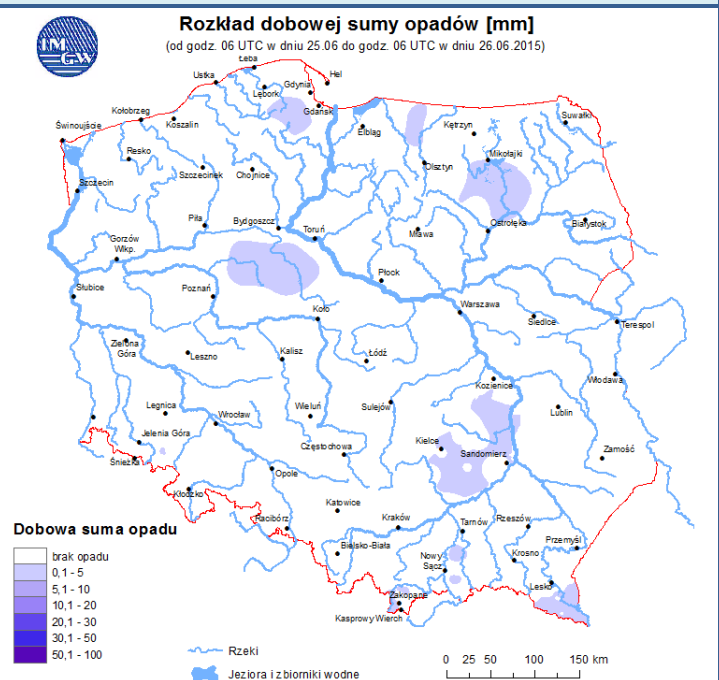 Rozkład dobowej sumy opadów [mm]
(od godz. 06 UTC w dniu 25.06 do godz. 06 UTC w dniu 26.06.2015)
IM
G-W
Łeba
Ustka
Hel
Gdynia
Lębork
Gdańsk
Kołobrzeg
Koszalin
Świnoujście
Elbląg
Kętrzyn
Suwałki
Resko
Szczecinek
Chojnice
Olsztyn
Mikołajki
Szczecin
Piła
Bydgoszcz
Toruń
Mława
Ostrołęka
Białystok
Gorzów
Wlkp.
Płock
Słubice
Poznań
Koło
Warszawa
Siedlce
Terespol
Zielona
Góra
Leszno
Kalisz
Łódź
Kozienice
Włodawa
Legnica
Wrocław
Wieluń
Sulejów
Lublin
Jelenia Góra
Częstochowa
Kielce
Sandomierz
Zamość
Śnieżka
Opole
Kłodzko
Katowice
Racibórz
Kraków
Tarnów
Rzeszów
Przemyśl
Bielsko-Biała
Nowy
Sącz
Krosno
Lesko
Zakopane
Kasprowy Wierch
Dobowa suma opadu
brak opadu
0,1 - 5
5,1 - 10
10,1 - 20
20,1 - 30
30,1 - 50
50,1 - 100
Rzeki
Jeziora i zbiorniki wodne
0 25 50 100 150 km